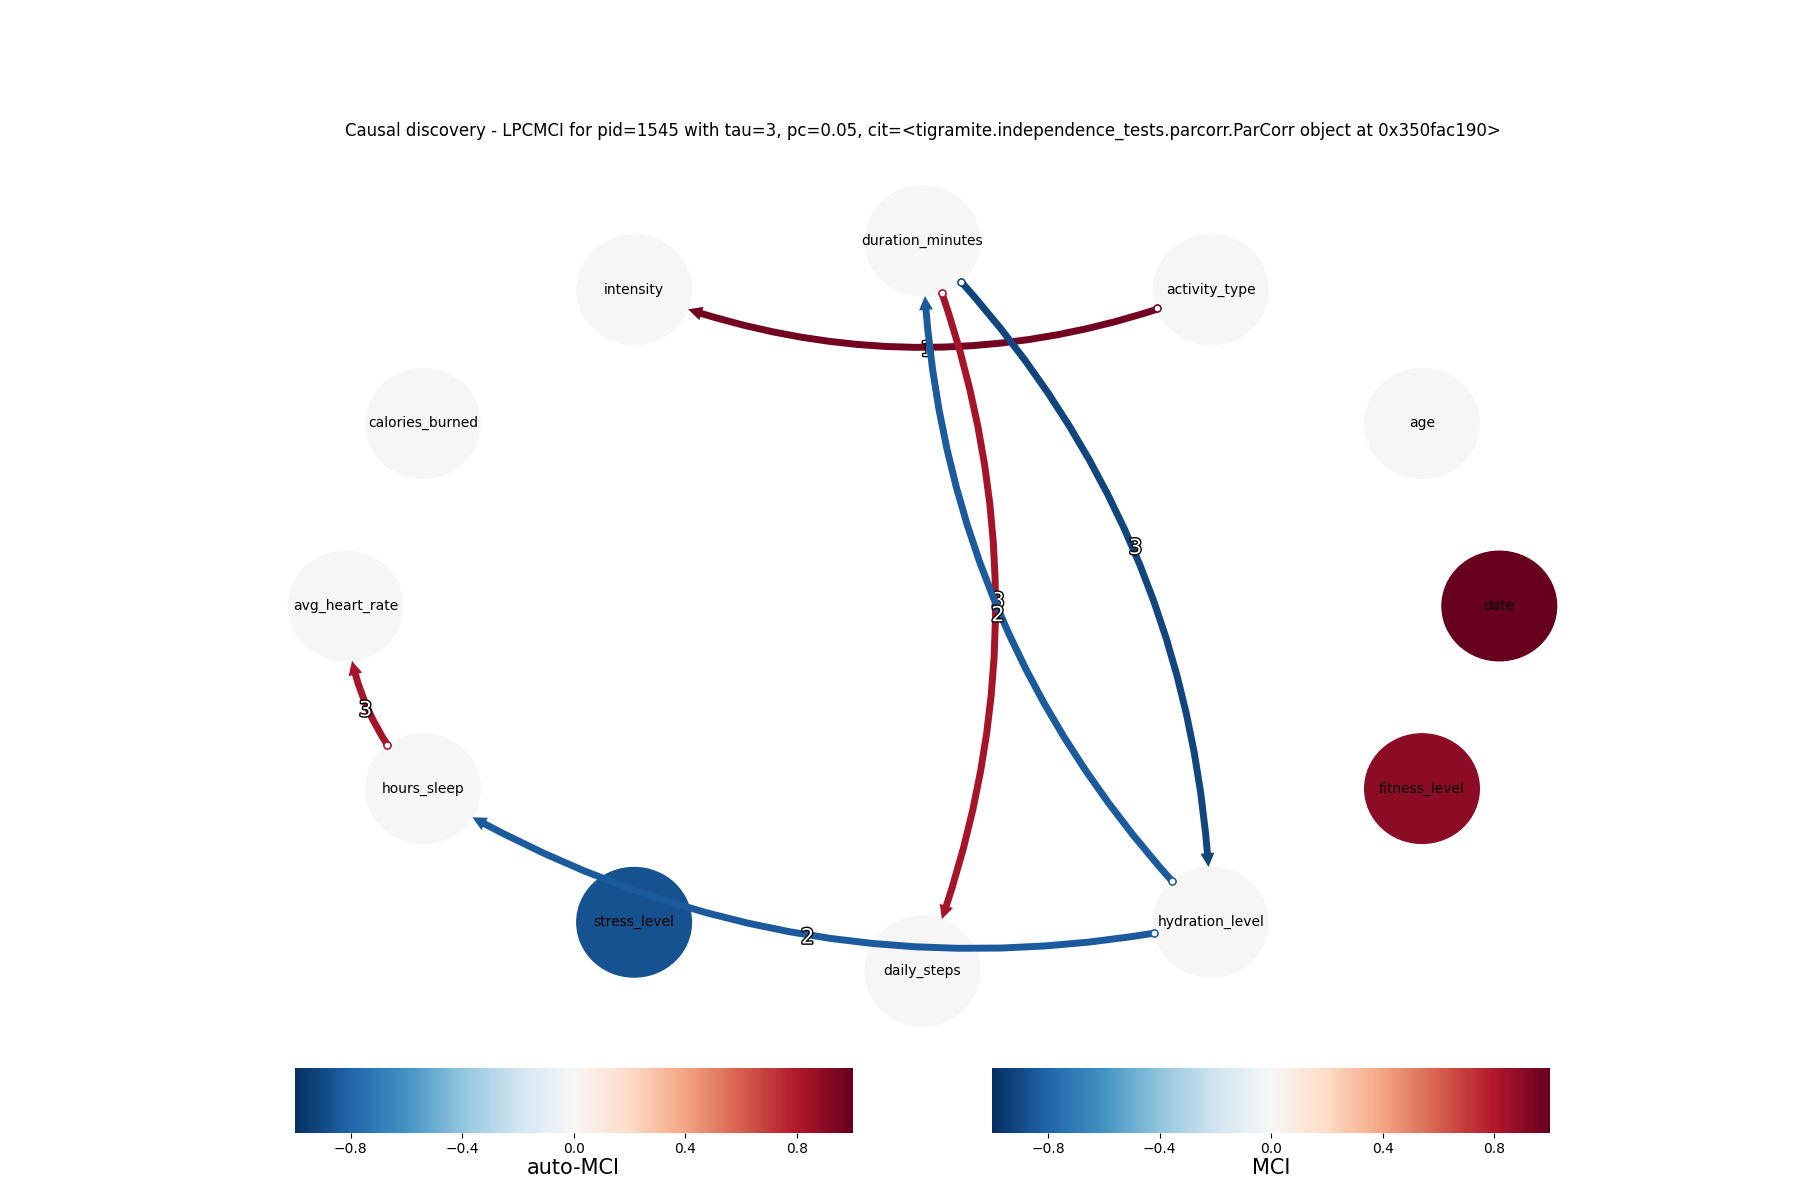 Causal discovery - LPCMCI for pid=1545 with tau=3, pc=0.05, cit=<tigramite.independence_tests.parcorr.ParCorr object at 0x350fac190>
duration_minutes
intensity
activity_type
1
calories_burned
age
3
avg_heart_rate
3
2
date
3
hours_sleep
fitness_level
stress_level
2
hydration_level
daily_steps
−0.8 −0.4 0.0 0.4 0.8
auto-MCI
−0.8 −0.4 0.0 0.4 0.8
MCI